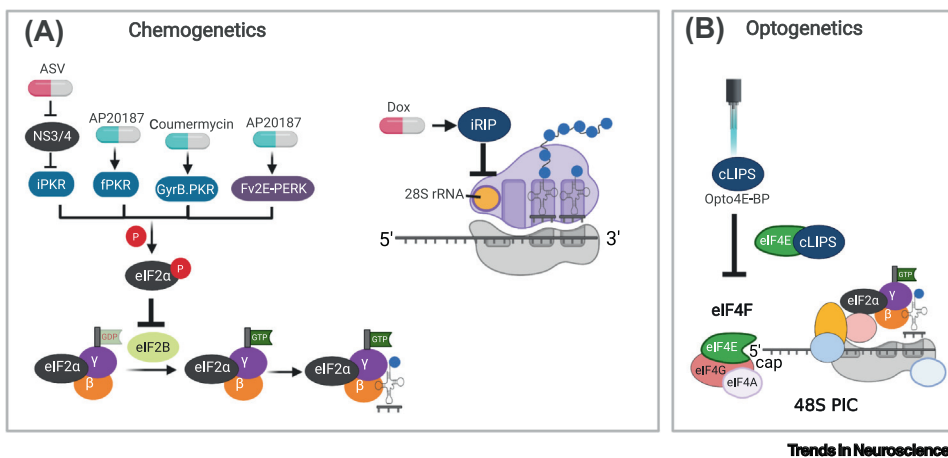 (A) Chemogenetics
ASV
NS3/4
AP20187
Coumermycin
AP20187
iPKR
fPKR
GyrB.PKR
Fv2E-PERK
P
eIF2α P
GDP
eIF2B
eIF2α γ β
GTP
eIF2α γ β
GTP
eIF2α γ β
Dox
iRIP
28S rRNA
5' 3'
(B) Optogenetics
cLIPS
Opto4E-BP
eIF4E cLIPS
eIF4F
GTP
eIF2α γ β
eIF4E
5'
cap
eIF4G
eIF4A
48S PIC
Trends in Neuroscience